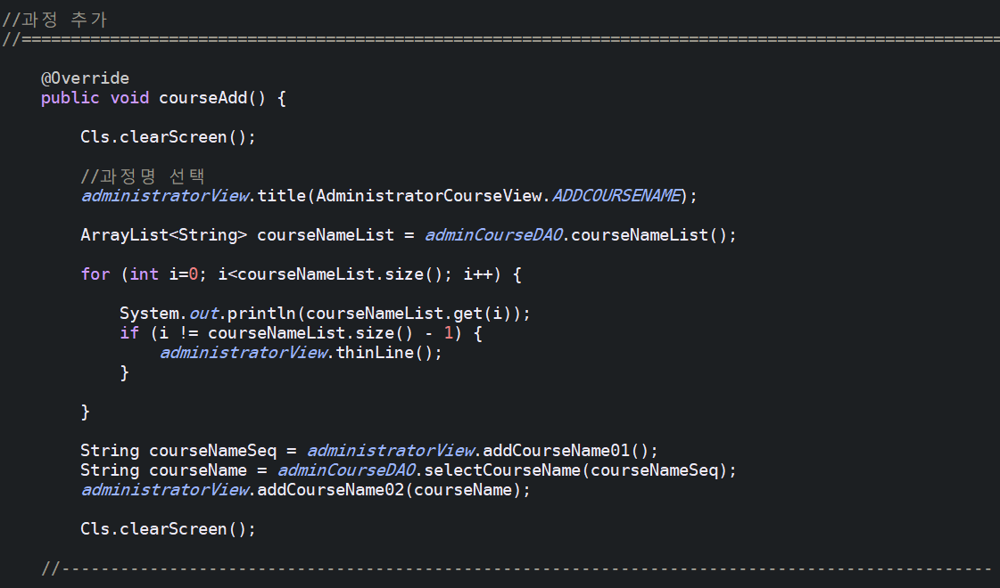 //과정 추가
//====================================================================================================
@Override
public void courseAdd() {
Cls.clearScreen();
//과정명 선택
administratorView.title(AdministratorCourseView.ADDCOURSENAME);
ArrayList<String> courseNameList = adminCourseDAO.courseNameList();
for (int i=0; i<courseNameList.size(); i++) {
System.out.println(courseNameList.get(i));
if (i != courseNameList.size() - 1) {
administratorView.thinLine();
}
}
String courseNameSeq = administratorView.addCourseName01();
String courseName = adminCourseDAO.selectCourseName(courseNameSeq);
administratorView.addCourseName02(courseName);
Cls.clearScreen();
//-----------------------------------------------------------------------------------------------